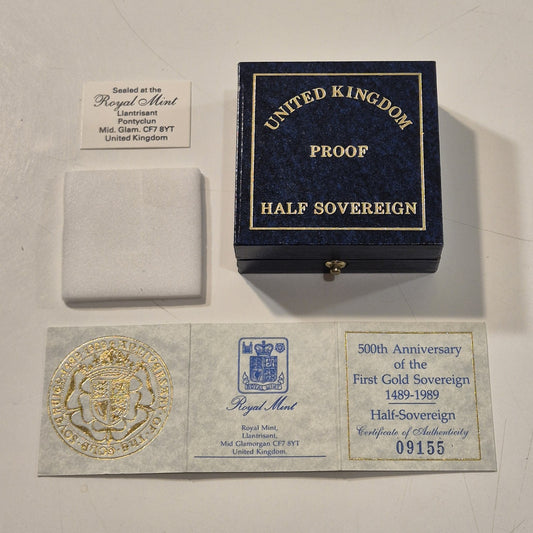 Sealed at the
Royal Mint
Llantrisant
Pontyclun
Mid. Glam. CF7 8YT
United Kingdom
UNITED KINGDOM
PROOF
HALF SOVEREIGN
ROYAL MINT
Royal Mint
Royal Mint,
Llantrisant,
Mid Glamorgan CF7 8YT
United Kingdom.
500th Anniversary
of the
First Gold Sovereign
1489-1989
Half-Sovereign
Certificate of Authenticity
09155